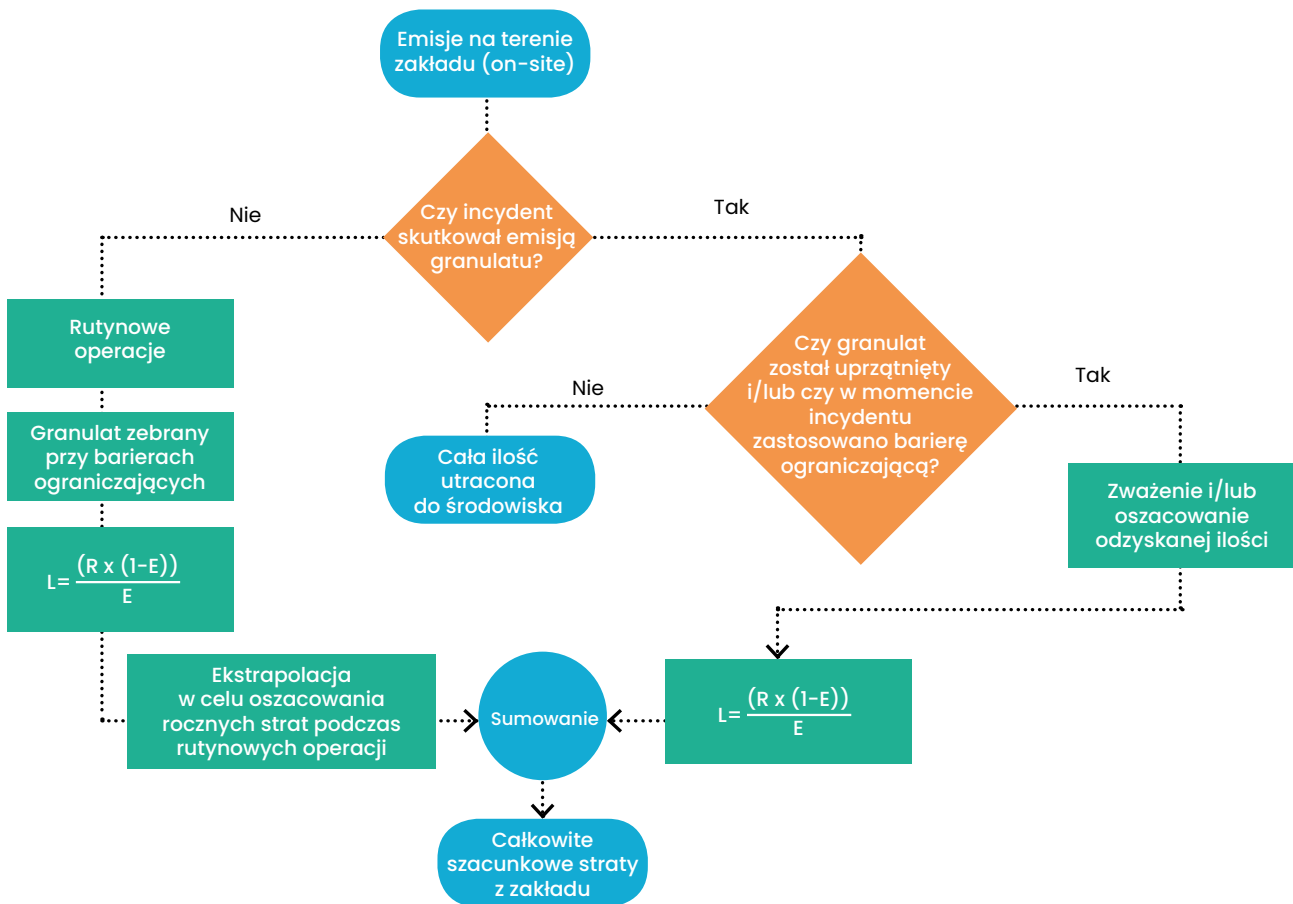 Emisje na terenie
zakładu (on-site)
Czy incydent
skutkował emisją
granulatu?
Nie
Tak
Rutynowe
operacje
Granulat zebrany
przy barierach
ograniczających
L= (R x (1-E))
E
Czy granulat
został uprzątnięty
i/lub czy w momencie
incydentu
zastosowano barierę
ograniczającą?
Nie
Tak
Cała ilość
utracona
do środowiska
Zważenie i/lub
oszacowanie
odzyskanej ilości
Ekstrapolacja
w celu oszacowania
rocznych strat podczas
rutynowych operacji
Sumowanie
L= (R x (1-E))
E
Całkowite
szacunkowe straty
z zakładu